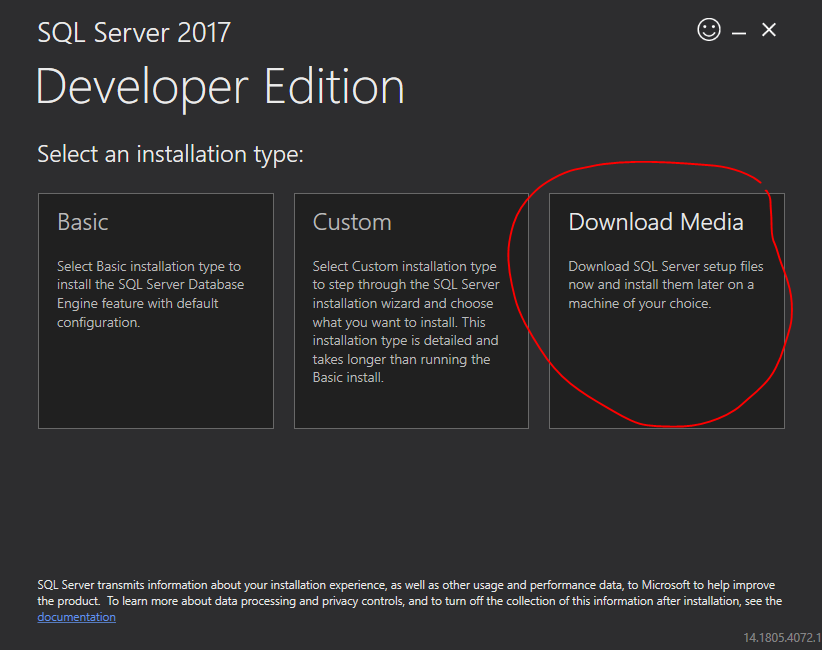 SQL Server 2017
Developer Edition
Select an installation type:
Basic
Select Basic installation type to
install the SQL Server Database
Engine feature with default
configuration.
Custom
Select Custom installation type
to step through the SQL Server
installation wizard and choose
what you want to install. This
installation type is detailed and
takes longer than running the
Basic install.
Download Media
Download SQL Server setup files
now and install them later on a
machine of your choice.
SQL Server transmits information about your installation experience, as well as other usage and performance data, to Microsoft to help improve
the product.  To learn more about data processing and privacy controls, and to turn off the collection of this information after installation, see the
documentation
14.1805.4072.1